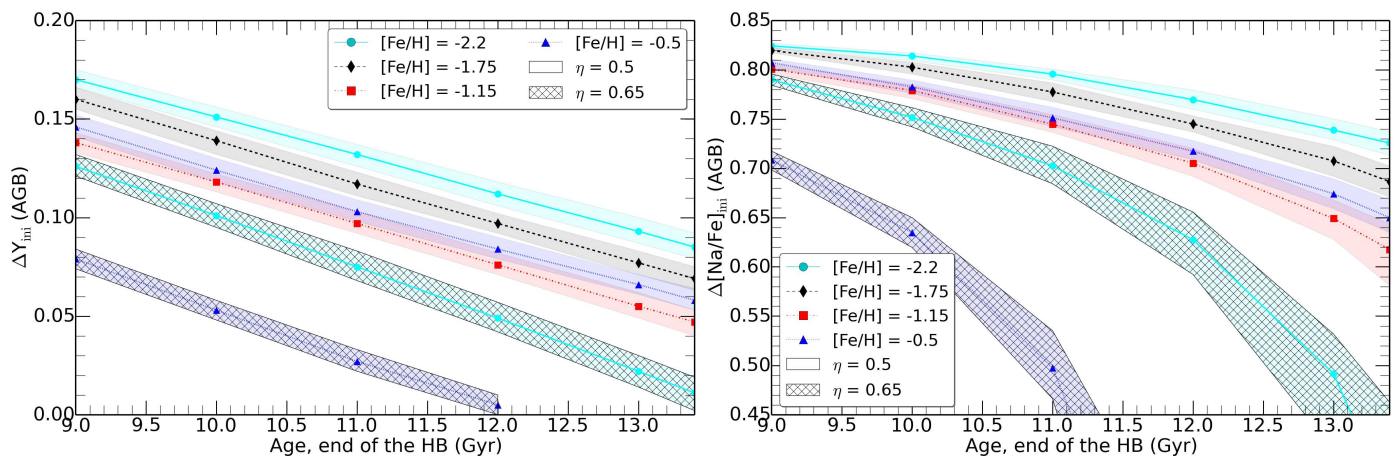 0.20
0.15
0.10
0.05
0.00
ΔY_ini (AGB)
[Fe/H] = -2.2
[Fe/H] = -1.75
[Fe/H] = -1.15
[Fe/H] = -0.5
η = 0.5
η = 0.65
9.0 9.5 10.0 10.5 11.0 11.5 12.0 12.5 13.0
Age, end of the HB (Gyr)
0.85
0.80
0.75
0.70
0.65
0.60
0.55
0.50
0.45
Δ[Na/Fe]_ini (AGB)
[Fe/H] = -2.2
[Fe/H] = -1.75
[Fe/H] = -1.15
[Fe/H] = -0.5
η = 0.5
η = 0.65
9.0 9.5 10.0 10.5 11.0 11.5 12.0 12.5 13.0
Age, end of the HB (Gyr)